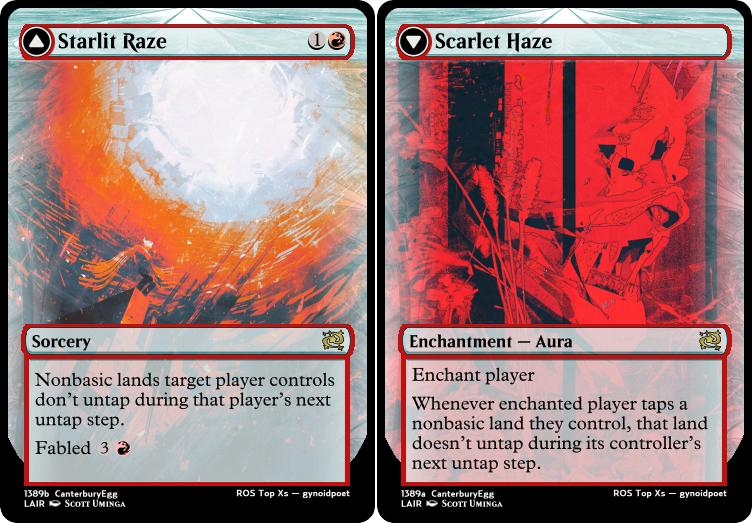 Starlit Raze
1
Sorcery
Nonbasic lands target player controls
don't untap during that player's next
untap step.
Fabled 3
1389b CanterburyEgg
LAIR Scott Uminga
ROS Top Xs — gynoidpoet
Scarlet Haze
Enchantment — Aura
Enchant player
Whenever enchanted player taps a
nonbasic land they control, that land
doesn't untap during its controller's
next untap step.
1389a CanterburyEgg
LAIR Scott Uminga
ROS Top Xs — gynoidpoet